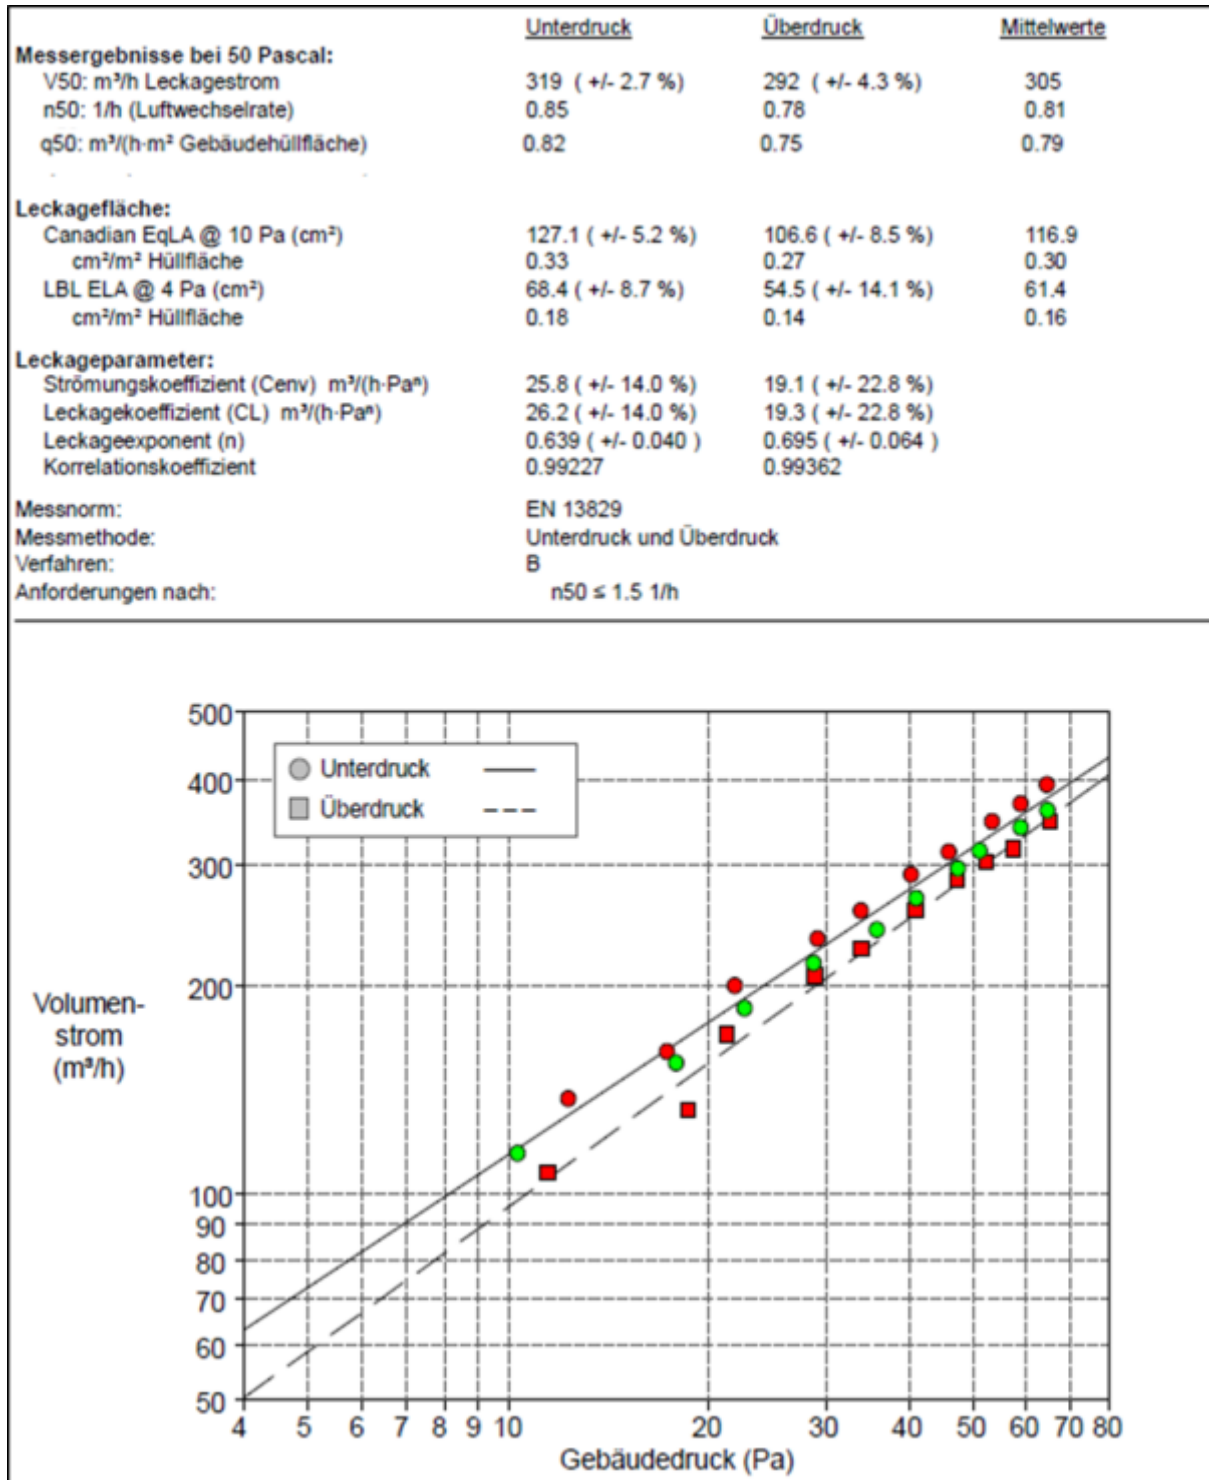 Unterdruck Überdruck Mittelwerte
Messergebnisse bei 50 Pascal:
V50: m³/h Leckagestrom 319 ( +/- 2.7 %) 292 ( +/- 4.3 %) 305
n50: 1/h (Luftwechselrate) 0.85 0.78 0.81
q50: m³/(h·m² Gebäudehüllfläche) 0.82 0.75 0.79
Leckagefläche:
Canadian EqLA @ 10 Pa (cm²) 127.1 ( +/- 5.2 %) 106.6 ( +/- 8.5 %) 116.9
cm²/m² Hüllfläche 0.33 0.27 0.30
LBL ELA @ 4 Pa (cm²) 68.4 ( +/- 8.7 %) 54.5 ( +/- 14.1 %) 61.4
cm²/m² Hüllfläche 0.18 0.14 0.16
Leckageparameter:
Strömungskoeffizient (Cenv) m³/(h·Paⁿ) 25.8 ( +/- 14.0 %) 19.1 ( +/- 22.8 %)
Leckagekoeffizient (CL) m³/(h·Paⁿ) 26.2 ( +/- 14.0 %) 19.3 ( +/- 22.8 %)
Leckageexponent (n) 0.639 ( +/- 0.040 ) 0.695 ( +/- 0.064 )
Korrelationskoeffizient 0.99227 0.99362
Messnorm: EN 13829
Messmethode: Unterdruck und Überdruck
Verfahren: B
Anforderungen nach: n50 ≤ 1.5 1/h
500
Unterdruck
400
Überdruck
300
200
Volumen-
strom
(m³/h)
100
90
80
70
60
50
4 5 6 7 8 9 10 20 30 40 50 60 70 80
Gebäudedruck (Pa)